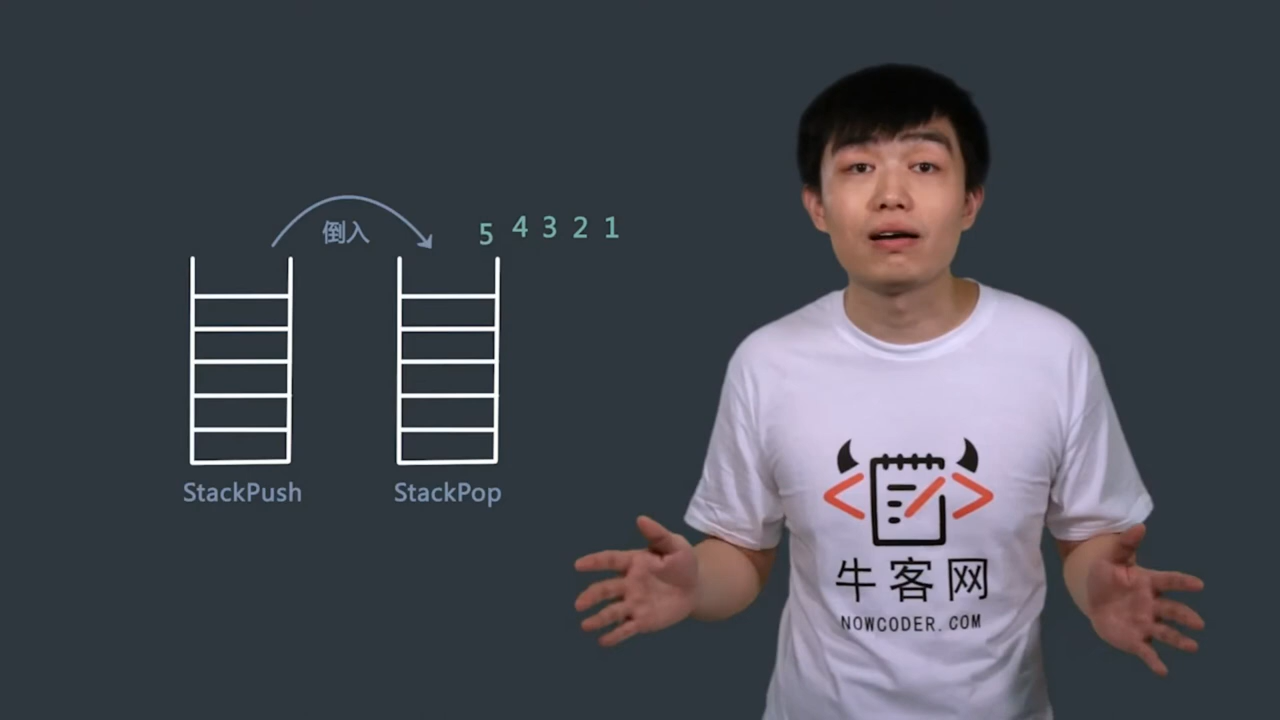 倒入
5 4 3 2 1
StackPush
StackPop
牛客网
NOWCODER.COM